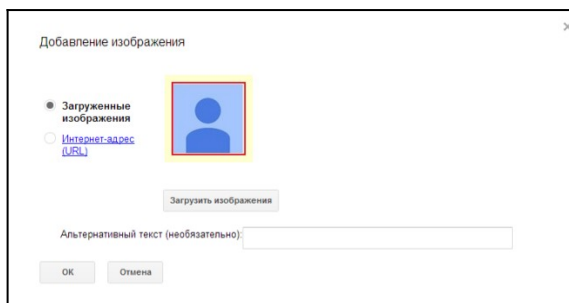 Добавление изображения
Загруженные
изображения
Интернет-адрес
(URL)
Загрузить изображения
Альтернативный текст (необязательно):
ОК
Отмена